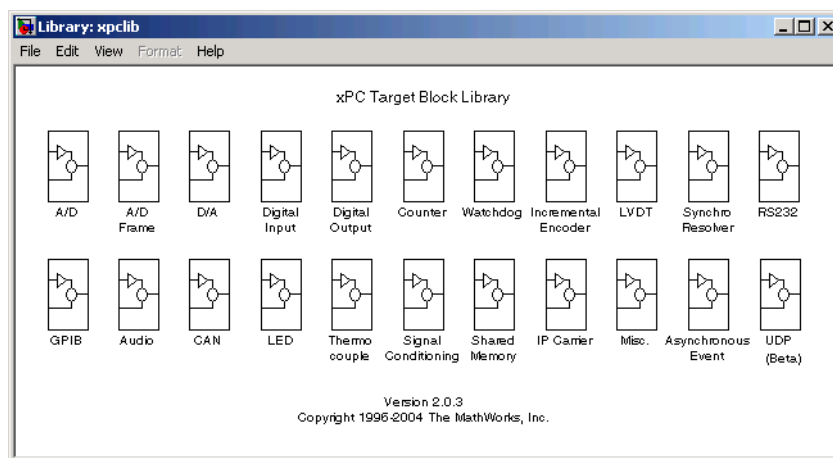 Library: xpclib
File Edit View Format Help
xPC Target Block Library
A/D A/D Frame D/A Digital Input Digital Output Counter Watchdog Incremental Encoder LVDT Synchro Resolver RS232
GPIB Audio CAN LED Thermo couple Signal Conditioning Shared Memory IP Carrier Misc. Asynchronous Event UDP (Beta)
Version 2.0.3
Copyright 1996-2004 The MathWorks, Inc.